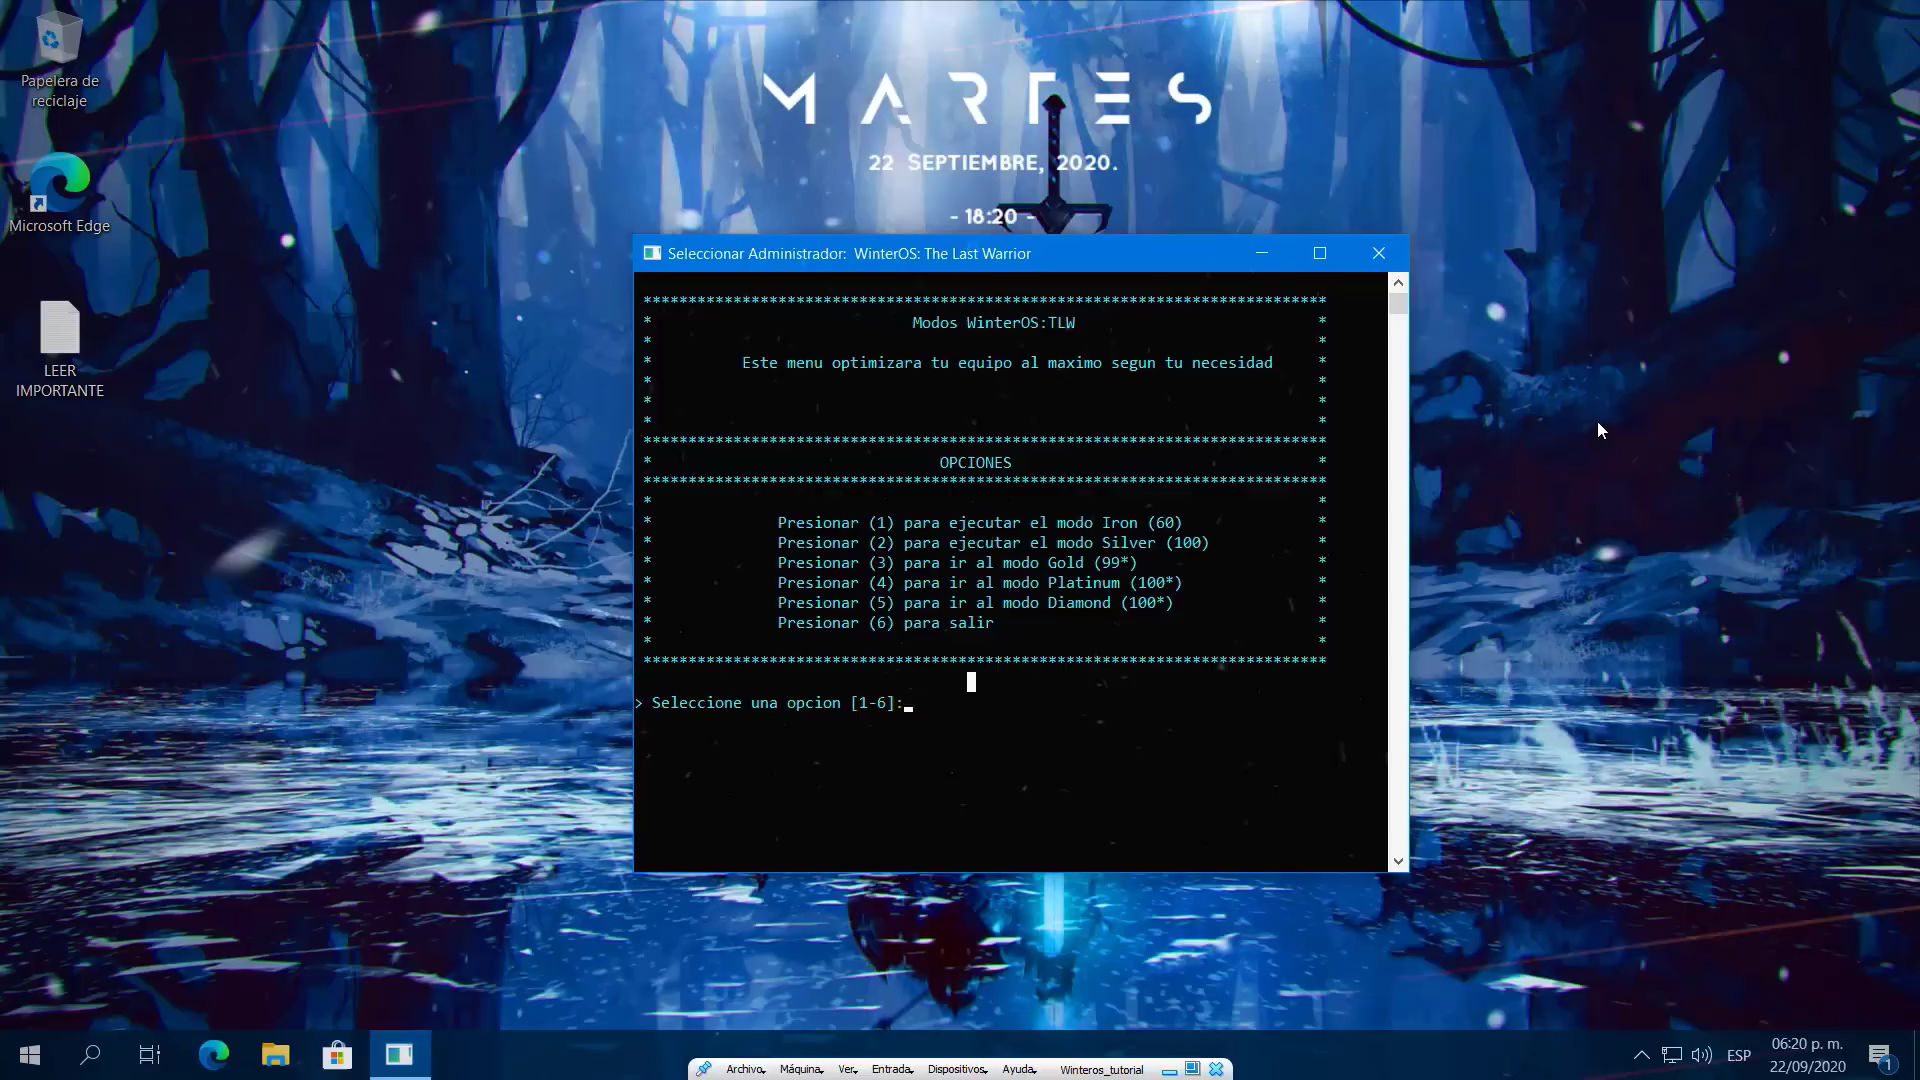 Papelera de
reciclaje
Microsoft Edge
LEER
IMPORTANTE
MARTES
22 SEPTIEMBRE, 2020.
- 18:20 -
Seleccionar Administrador: WinterOS: The Last Warrior
****************************************************************************
* Modos WinterOS:TLW *
* *
* Este menu optimizara tu equipo al maximo segun tu necesidad *
* *
* *
* *
****************************************************************************
* OPCIONES *
****************************************************************************
* *
* Presionar (1) para ejecutar el modo Iron (60) *
* Presionar (2) para ejecutar el modo Silver (100) *
* Presionar (3) para ir al modo Gold (99*) *
* Presionar (4) para ir al modo Platinum (100*) *
* Presionar (5) para ir al modo Diamond (100*) *
* Presionar (6) para salir *
* *
****************************************************************************
> Seleccione una opcion [1-6]:
Archivo Máquina Ver Entrada Dispositivos Ayuda Winteros_tutorial
ESP
06:20 p. m.
22/09/2020
1